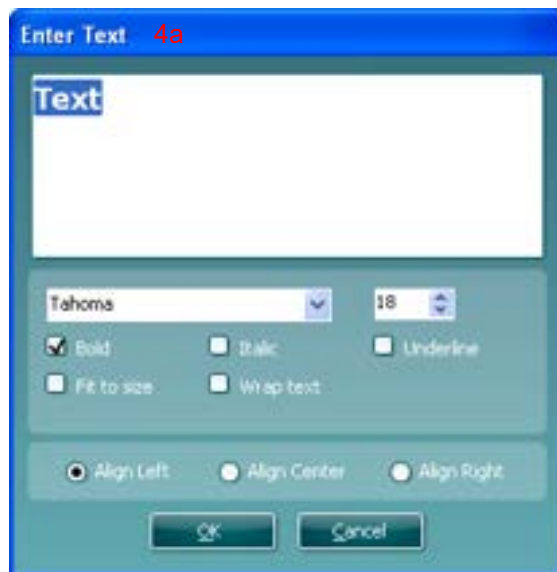 Enter Text 4a
Text
Tahoma 18
Bold Italic Underline
Fit to size Wrap text
Align Left Align Center Align Right
OK Cancel